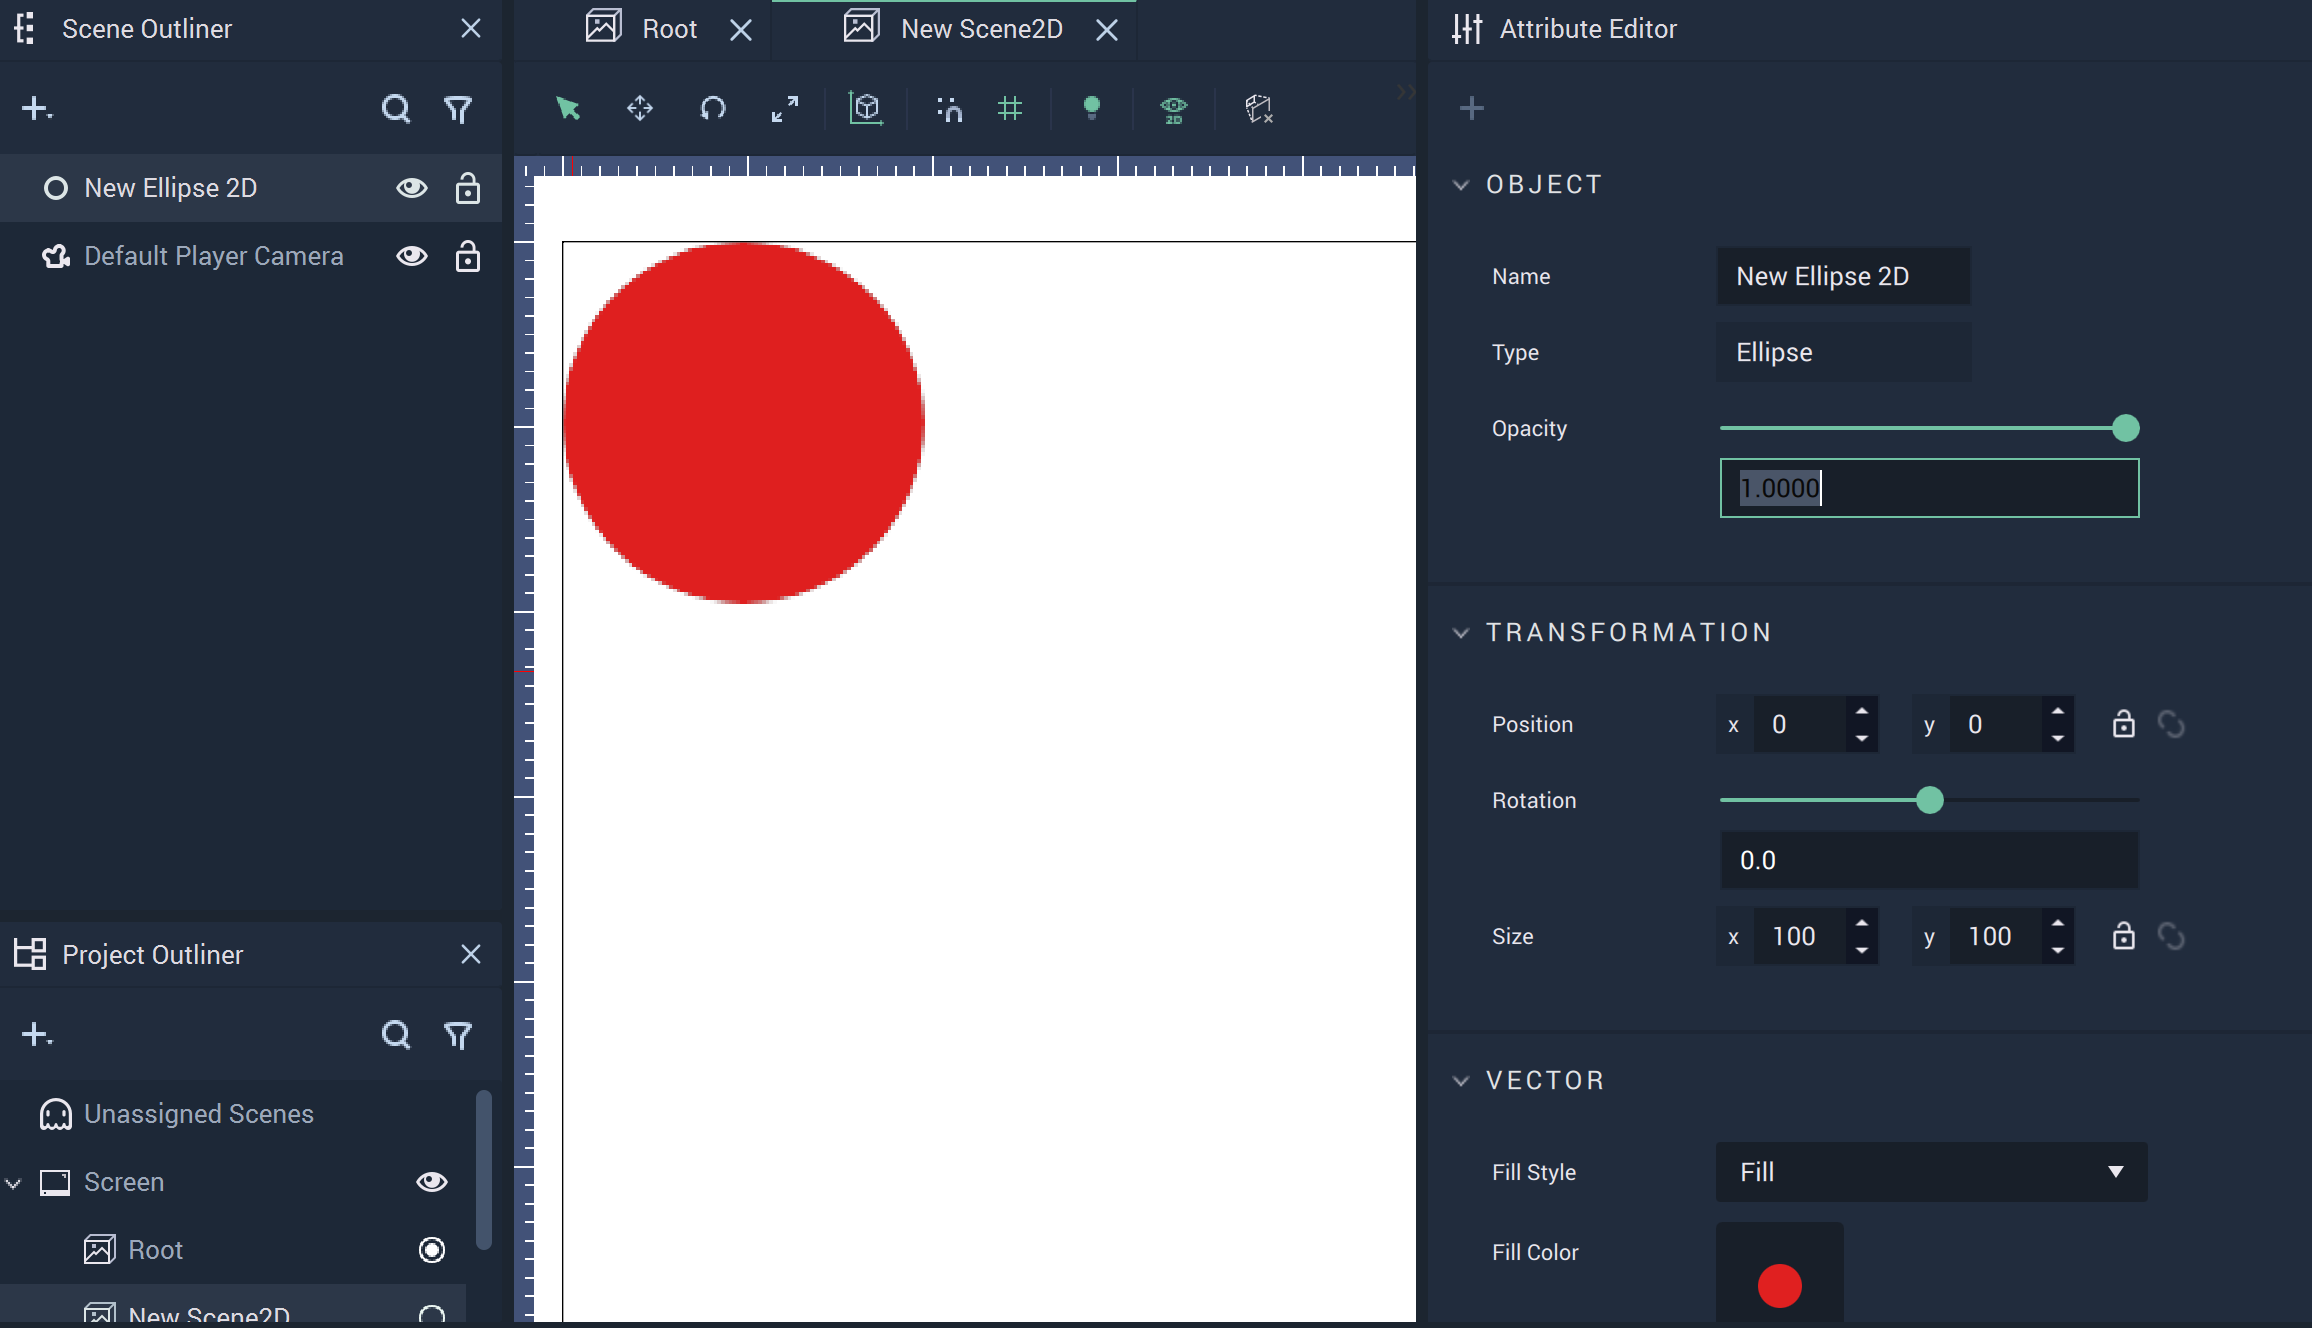 Scene Outliner
New Ellipse 2D
Default Player Camera
Project Outliner
Unassigned Scenes
Screen
Root
New Scene2D
Root
New Scene2D
2D
Attribute Editor
OBJECT
Name
New Ellipse 2D
Type
Ellipse
Opacity
1.0000
TRANSFORMATION
Position x 0 y 0
Rotation
0.0
Size x 100 y 100
VECTOR
Fill Style
Fill
Fill Color